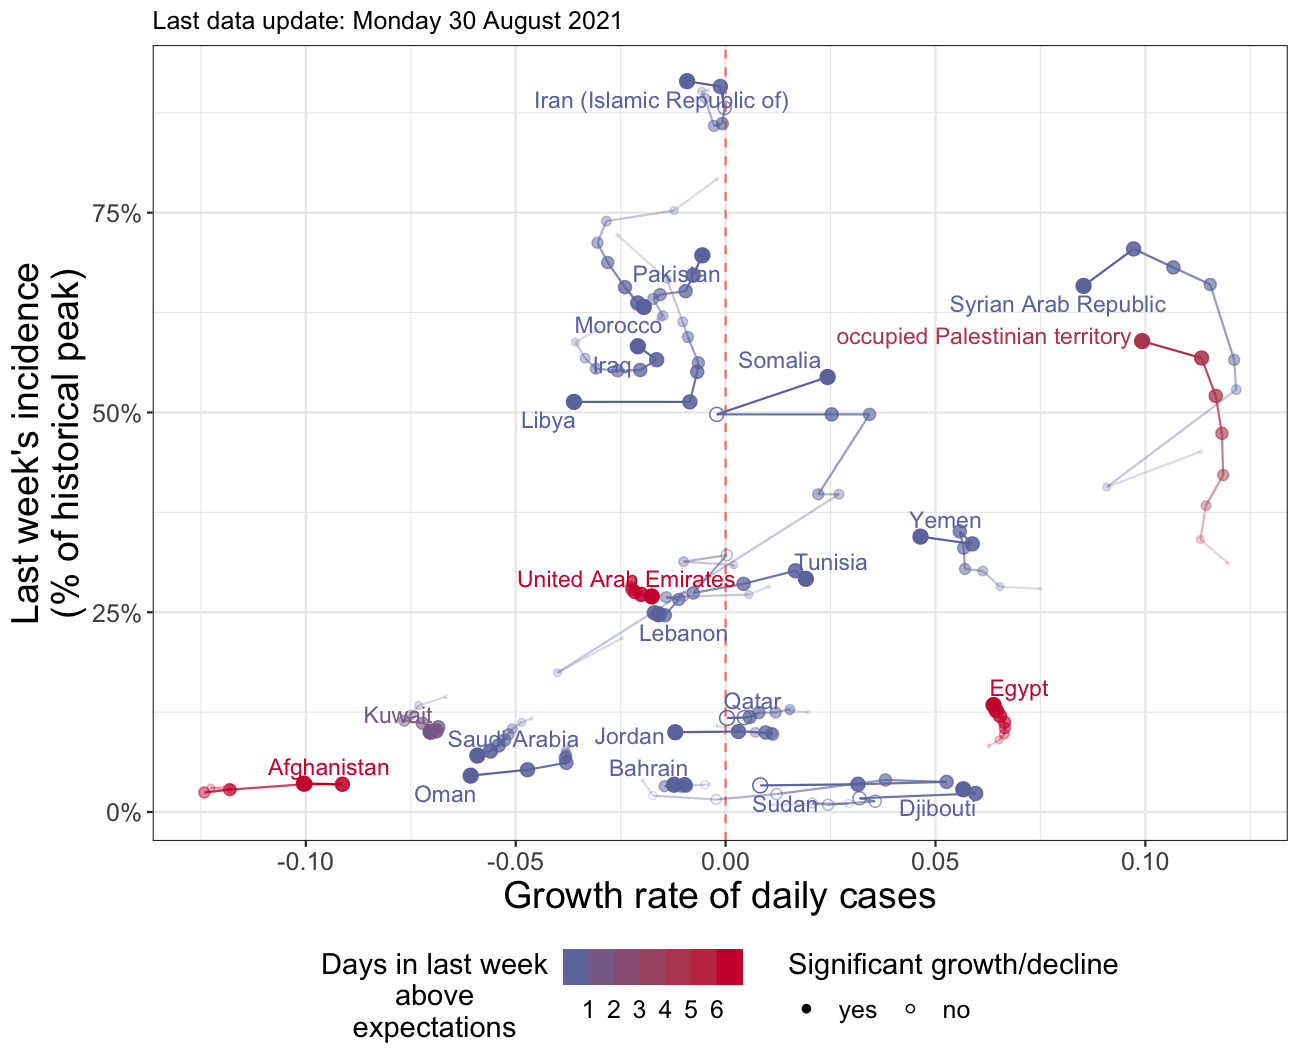 Last data update: Monday 30 August 2021
Last week's incidence
(% of historical peak)
75%
50%
25%
0%
Iran (Islamic Republic of)
Pakistan
Morocco
Iraq
Libya
Somalia
Syrian Arab Republic
occupied Palestinian territory
Yemen
Tunisia
United Arab Emirates
Lebanon
Egypt
Qatar
Kuwait
Saudi Arabia
Jordan
Afghanistan
Bahrain
Oman
Sudan
Djibouti
-0.10
-0.05
0.00
0.05
0.10
Growth rate of daily cases
Days in last week
above
expectations
1 2 3 4 5 6
Significant growth/decline
yes
no